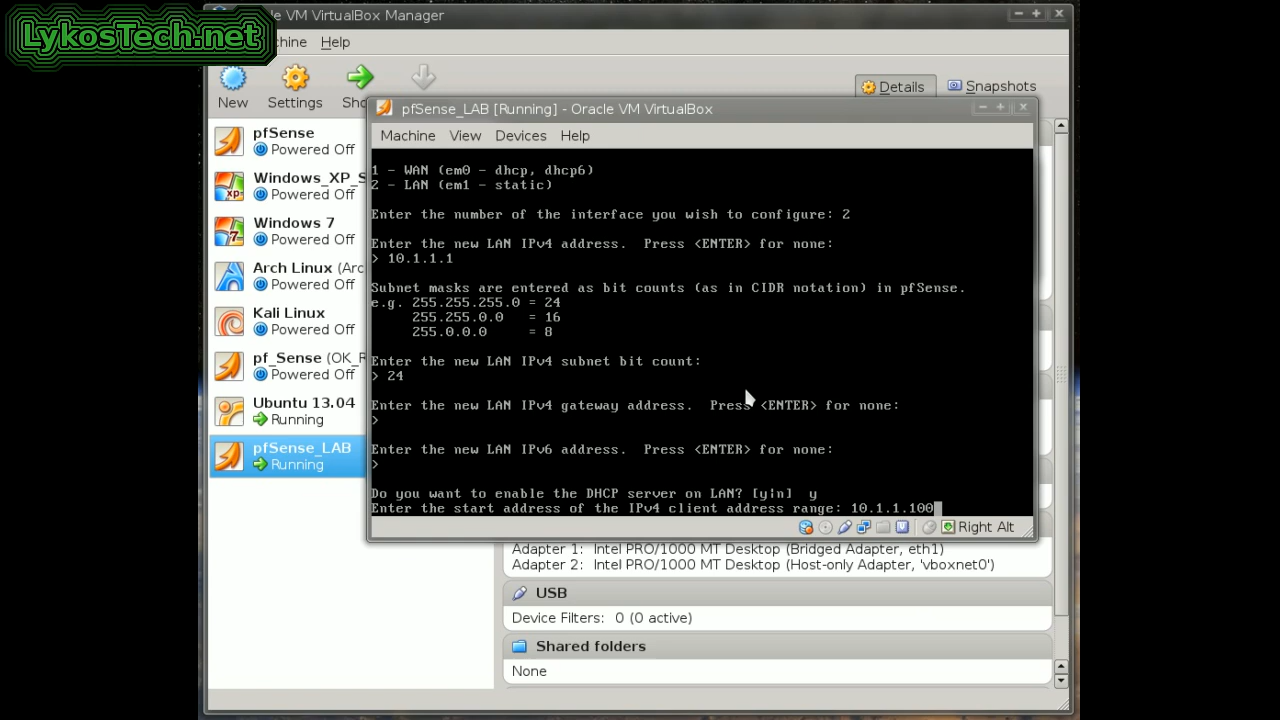 LykosTech.net
le VM VirtualBox Manager
hine Help
New Settings Sho
Details Snapshots
pfSense
Powered Off
Windows_XP_S
Powered Off
Windows 7
Powered Off
Arch Linux (Arc
Powered Off
Kali Linux
Powered Off
pf_Sense (OK_R
Powered Off
Ubuntu 13.04
Running
pfSense_LAB
Running
pfSense_LAB [Running] - Oracle VM VirtualBox
Machine View Devices Help
1 - WAN (em0 - dhcp, dhcp6)
2 - LAN (em1 - static)
Enter the number of the interface you wish to configure: 2
Enter the new LAN IPv4 address. Press <ENTER> for none:
> 10.1.1.1
Subnet masks are entered as bit counts (as in CIDR notation) in pfSense.
e.g. 255.255.255.0 = 24
255.255.0.0 = 16
255.0.0.0 = 8
Enter the new LAN IPv4 subnet bit count:
> 24
Enter the new LAN IPv4 gateway address. Press <ENTER> for none:
>
Enter the new LAN IPv6 address. Press <ENTER> for none:
>
Do you want to enable the DHCP server on LAN? [y|n] y
Enter the start address of the IPv4 client address range: 10.1.1.100
Right Alt
Adapter 1: Intel PRO/1000 MT Desktop (Bridged Adapter, eth1)
Adapter 2: Intel PRO/1000 MT Desktop (Host-only Adapter, 'vboxnet0')
USB
Device Filters: 0 (0 active)
Shared folders
None